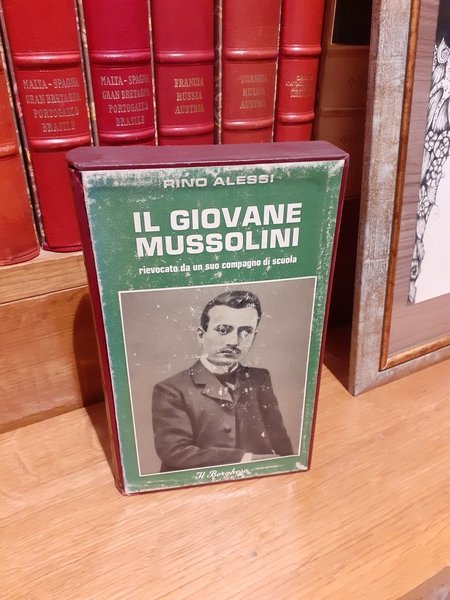 MALTA - SPAGNA
GRAN BRETAGNA
PORTOGALLO
BRASILE
MALTA - SPAGNA
GRAN BRETAGNA
PORTOGALLO
BRASILE
FRANCIA
RUSSIA
AUSTRIA
FRANCIA
RUSSIA
AUSTRIA
RINO ALESSI
IL GIOVANE
MUSSOLINI
rievocato da un suo compagno di scuola
Il Borghese